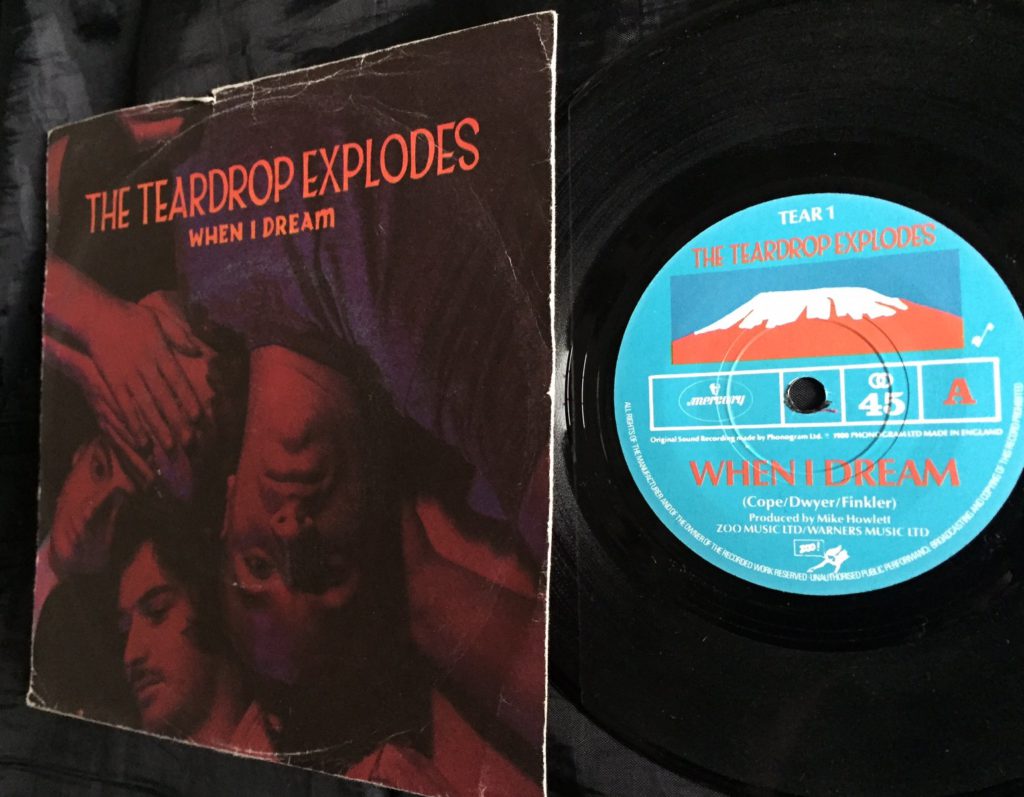 THE TEARDROP EXPLODES
WHEN I DREAM
TEAR 1
THE TEARDROP EXPLODES
mercury
45
A
Original Sound Recording made by Phonogram Ltd. ℗ 1980 PHONOGRAM LTD MADE IN ENGLAND
WHEN I DREAM
(Cope/Dwyer/Finkler)
Produced by Mike Howlett
ZOO MUSIC LTD/WARNERS MUSIC LTD
ZOO!
ALL RIGHTS OF THE MANUFACTURER AND OF THE OWNER OF THE RECORDED WORK RESERVED · UNAUTHORISED PUBLIC PERFORMANCE, BROADCASTING AND COPYING OF THIS RECORD PROHIBITED